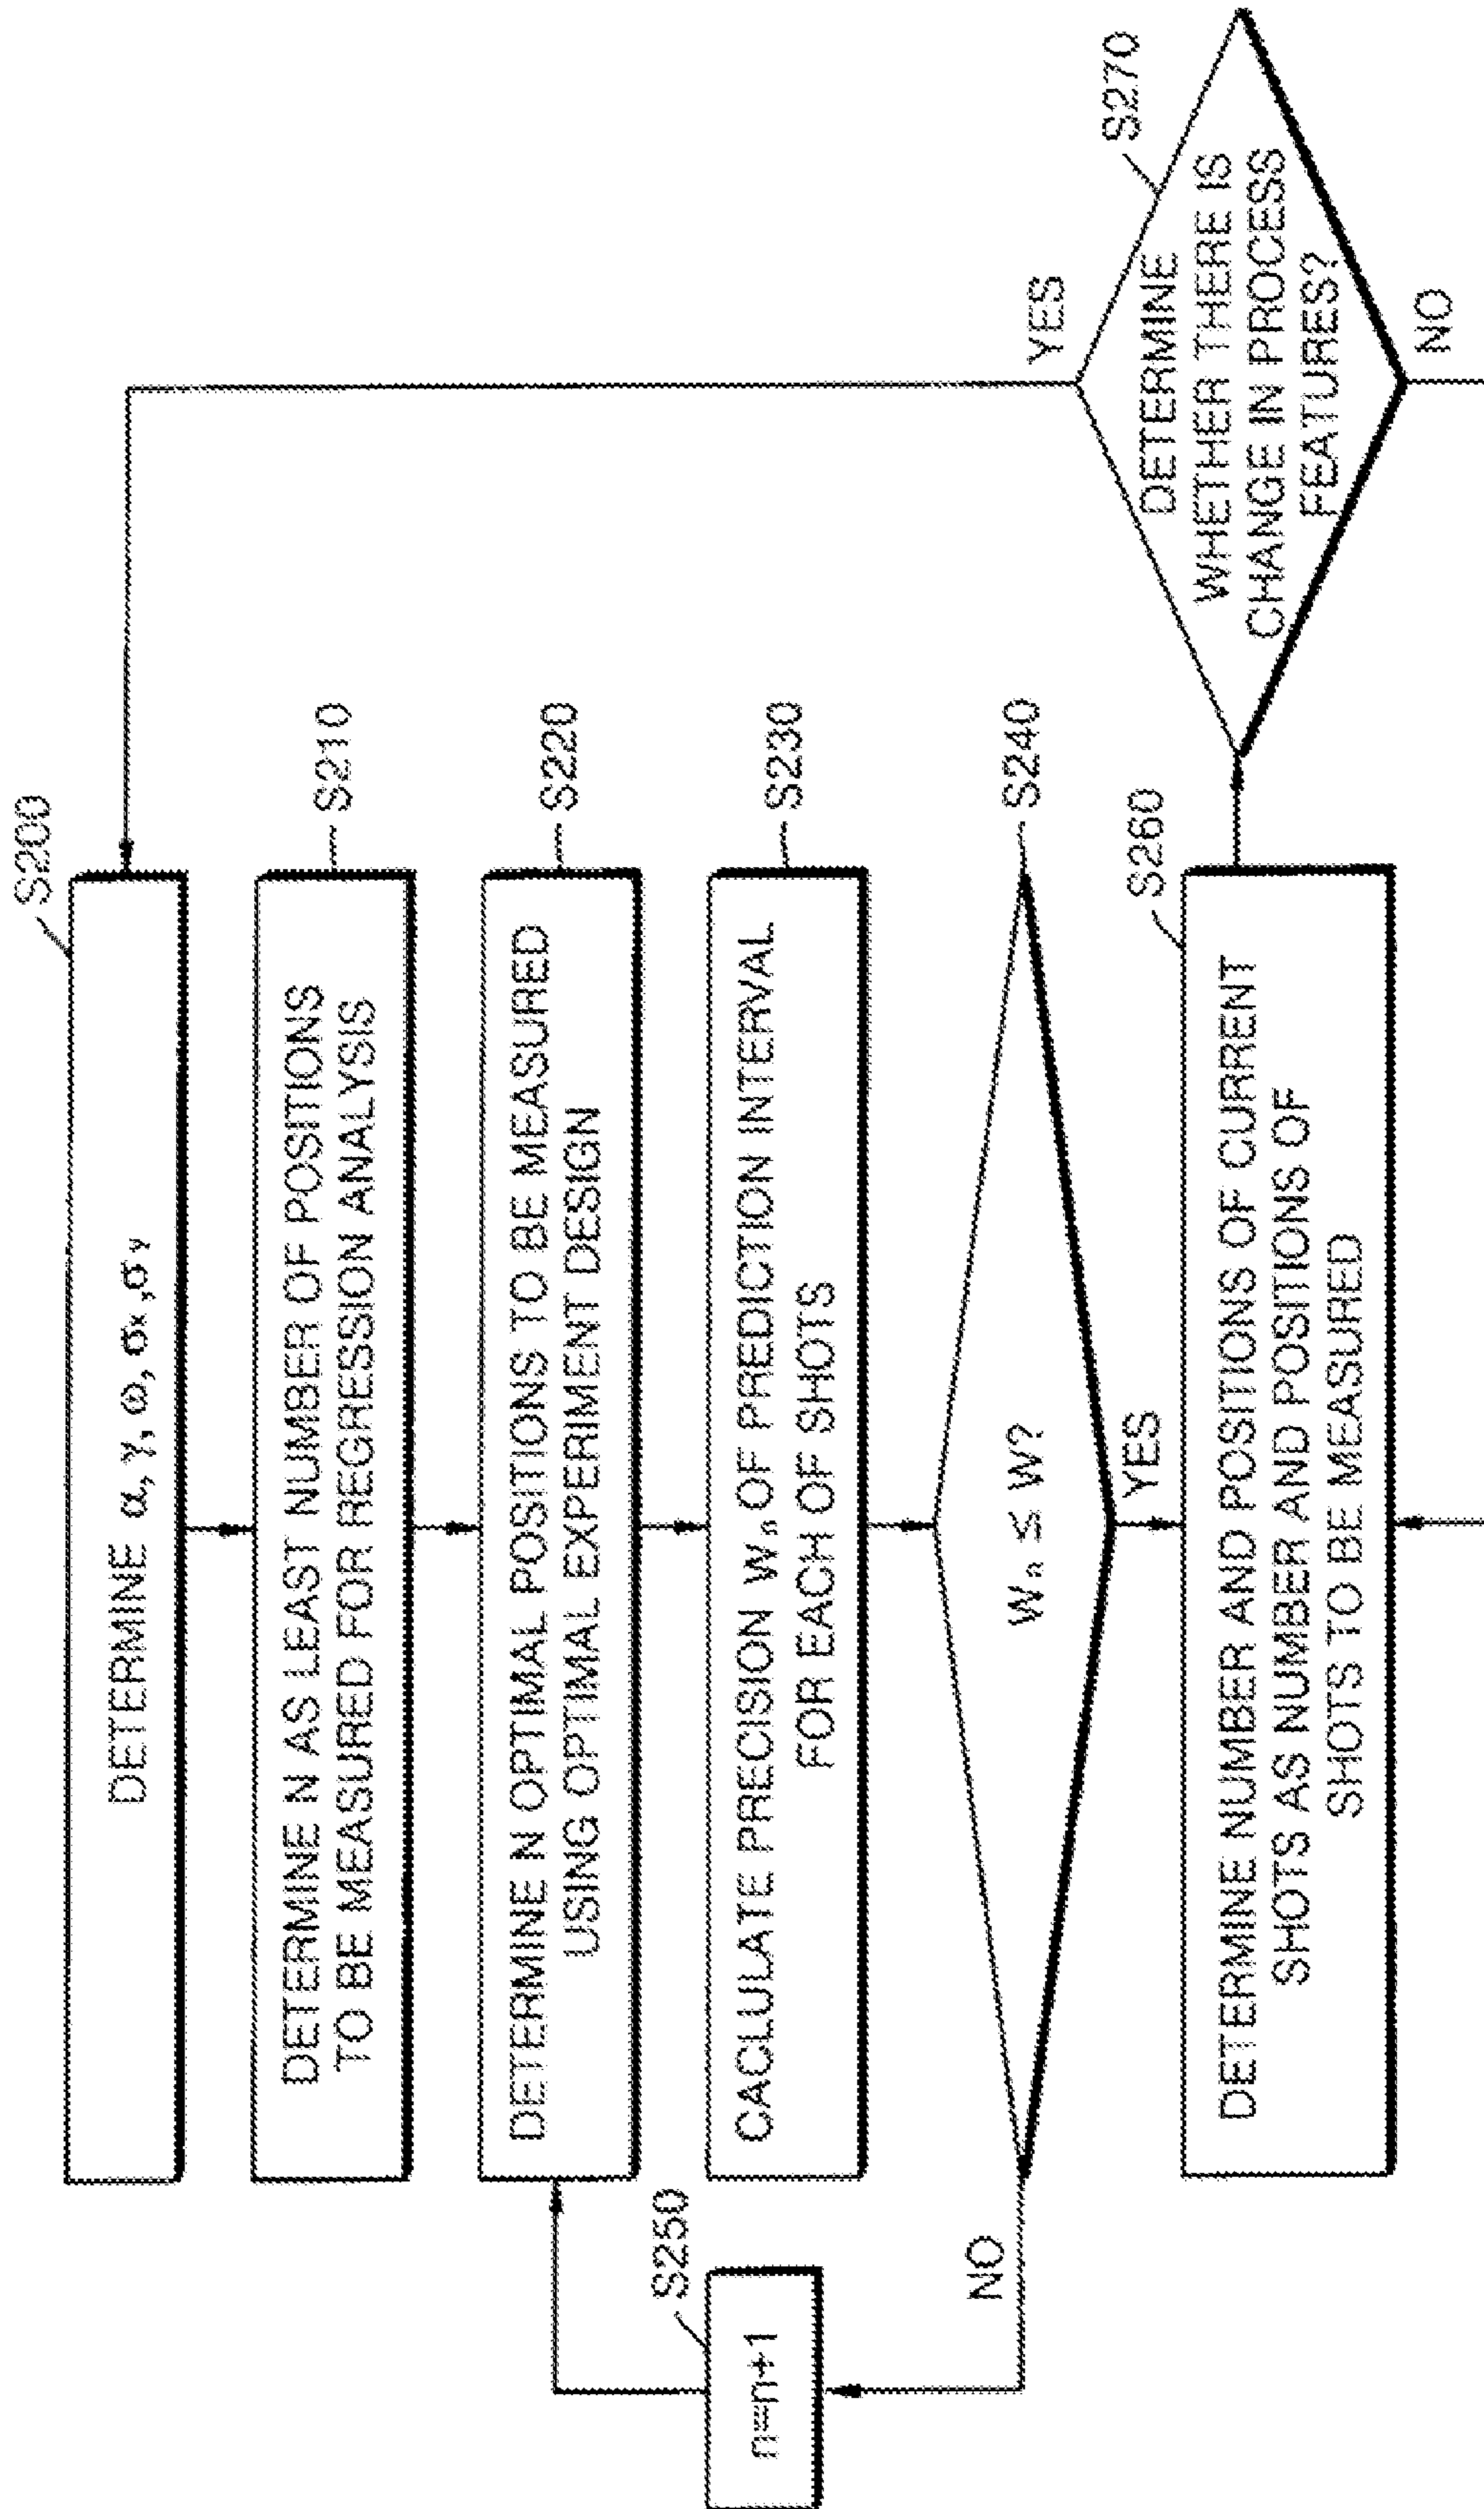 S200
DETERMINE α, γ, ω, σx, σy
DETERMINE N AS LEAST NUMBER OF POSITIONS
TO BE MEASURED FOR REGRESSION ANALYSIS
S210
DETERMINE N OPTIMAL POSITIONS TO BE MEASURED
USING OPTIMAL EXPERIMENT DESIGN
S220
CACLULATE PRECISION Wn OF PREDICTION INTERVAL
FOR EACH OF SHOTS
S230
Wn ≤ W?
S240
NO
S250
n=n+1
YES
S260
DETERMINE NUMBER AND POSITIONS OF CURRENT
SHOTS AS NUMBER AND POSITIONS OF
SHOTS TO BE MEASURED
S270
DETERMINE
WHETHER THERE IS
CHANGE IN PROCESS
FEATURES?
YES
NO